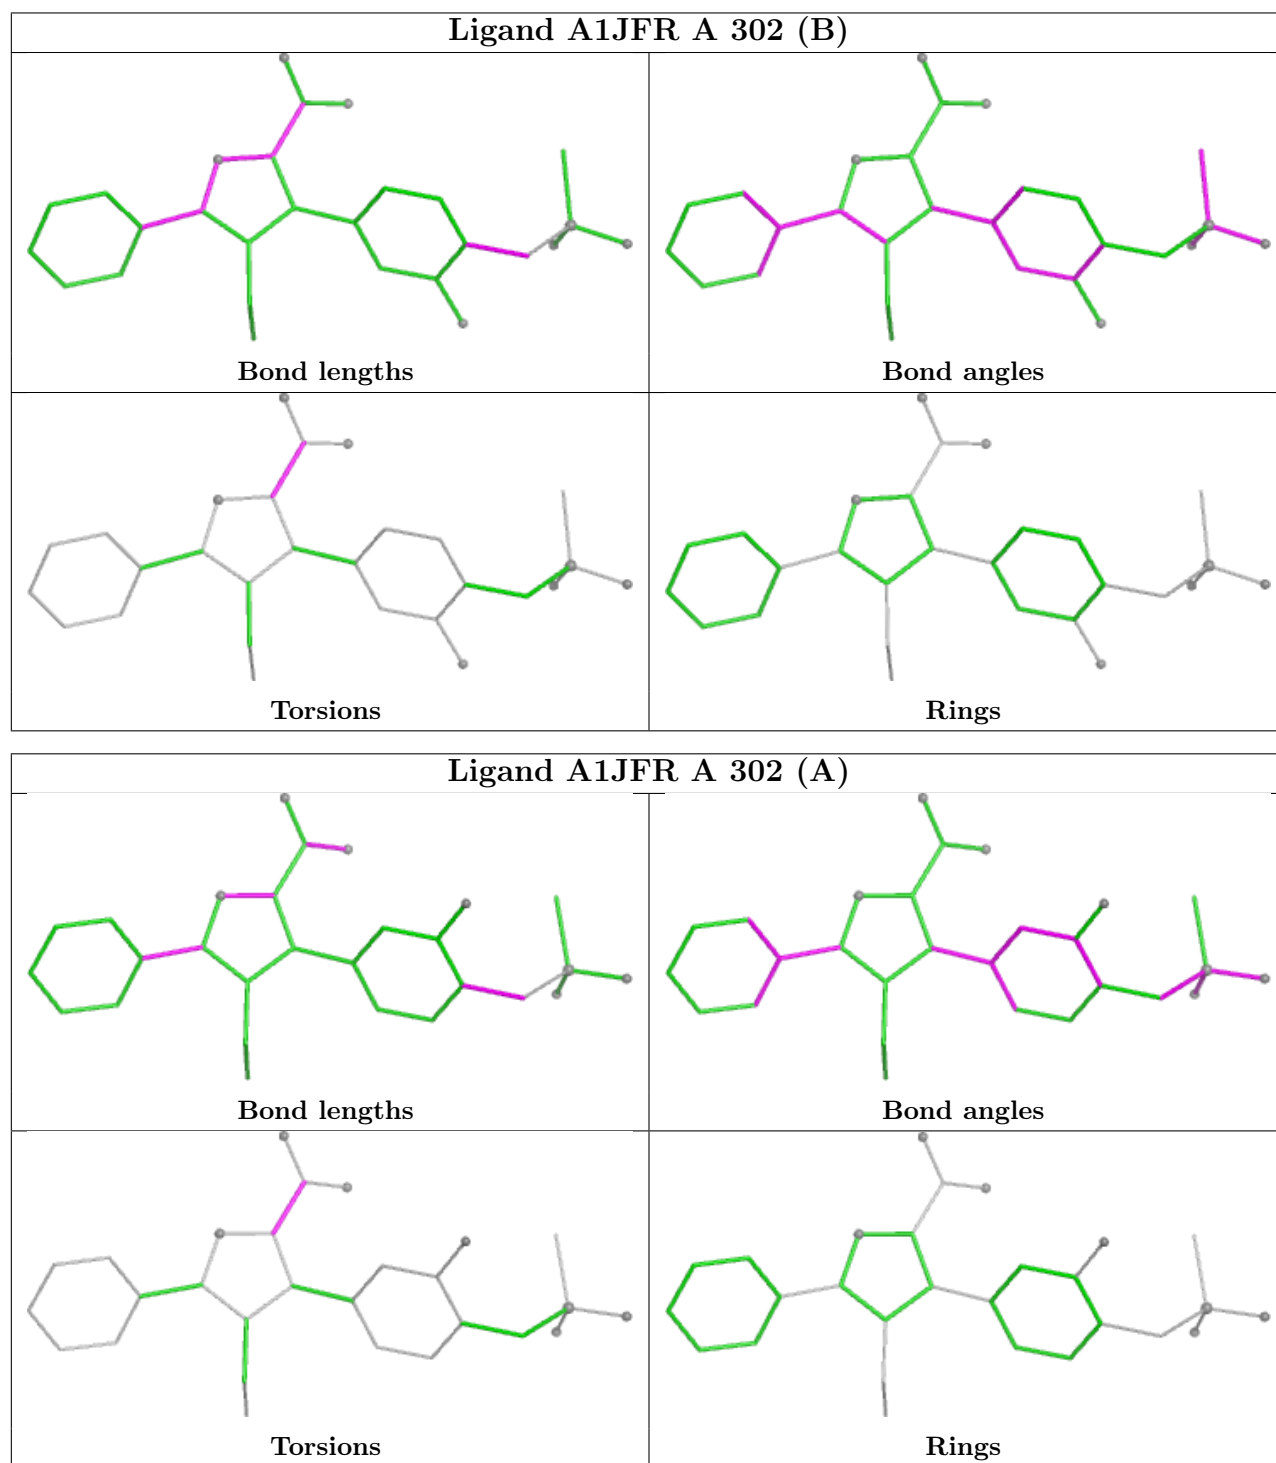 Ligand A1JFR A 302 (B)
Bond lengths
Bond angles
Torsions
Rings
Ligand A1JFR A 302 (A)
Bond lengths
Bond angles
Torsions
Rings